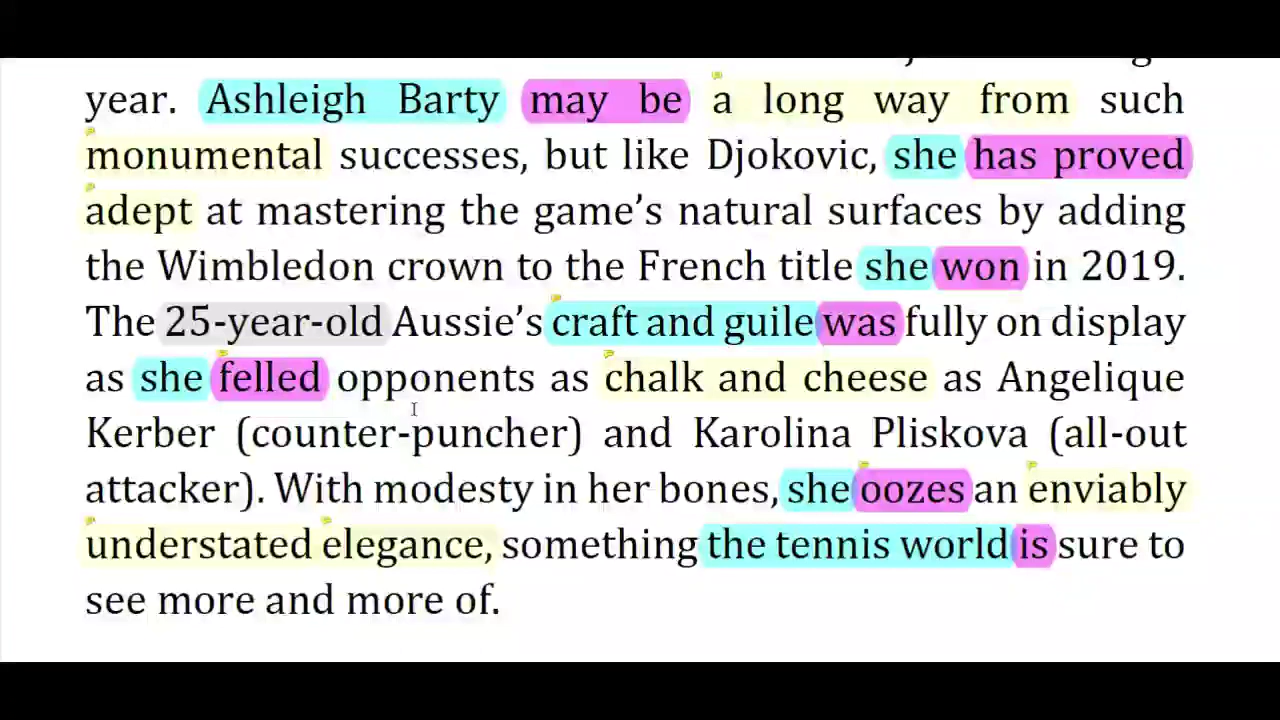 year. Ashleigh Barty may be a long way from such
monumental successes, but like Djokovic, she has proved
adept at mastering the game's natural surfaces by adding
the Wimbledon crown to the French title she won in 2019.
The 25-year-old Aussie's craft and guile was fully on display
as she felled opponents as chalk and cheese as Angelique
Kerber (counter-puncher) and Karolina Pliskova (all-out
attacker). With modesty in her bones, she oozes an enviably
understated elegance, something the tennis world is sure to
see more and more of.